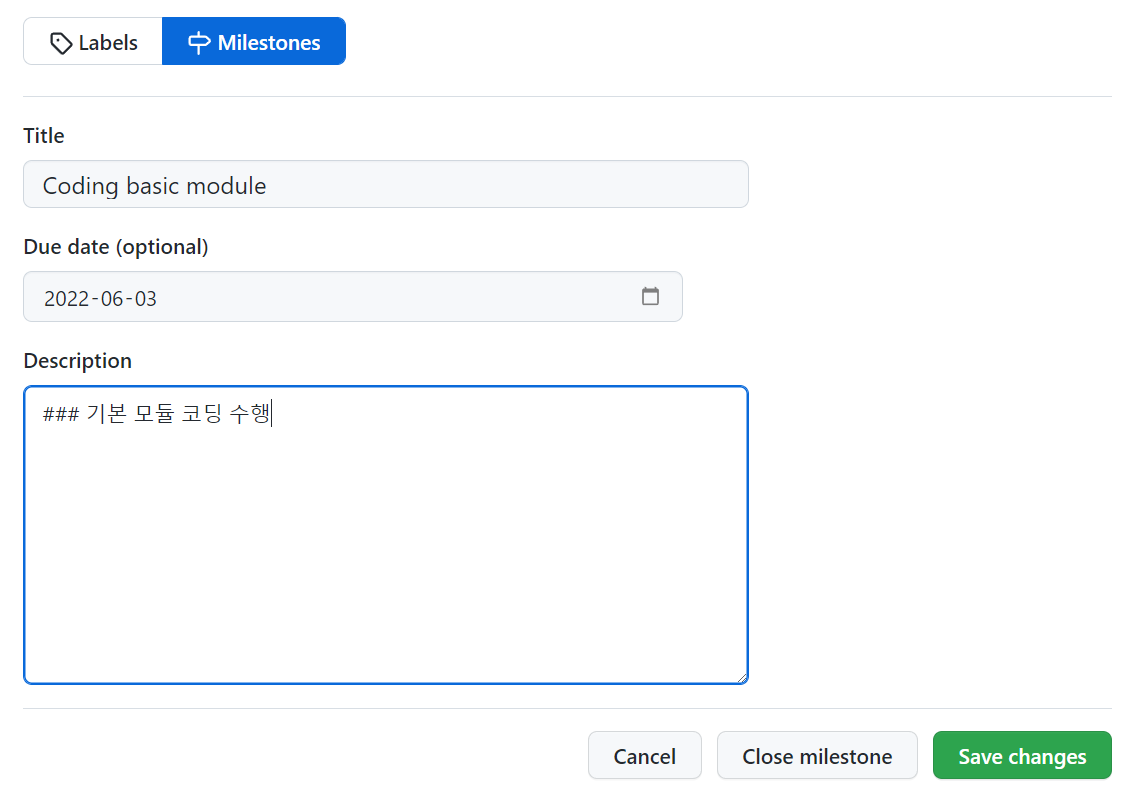 Labels Milestones
Title
Coding basic module
Due date (optional)
2022-06-03
Description
### 기본 모듈 코딩 수행
Cancel Close milestone Save changes